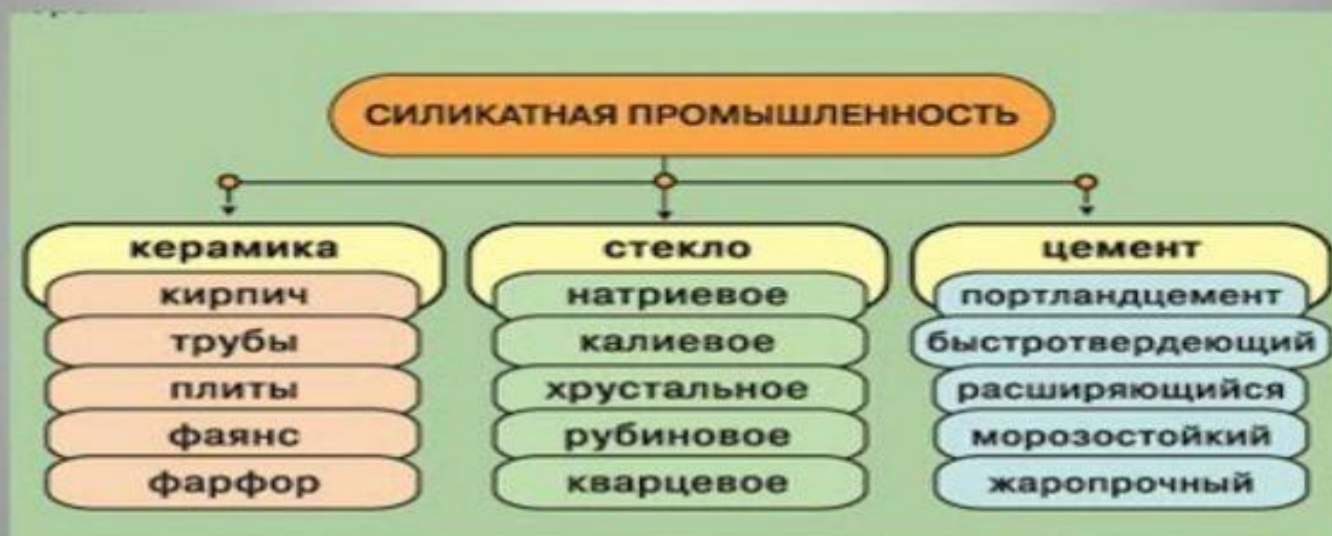 СИЛИКАТНАЯ ПРОМЫШЛЕННОСТЬ
керамика
кирпич
трубы
плиты
фаянс
фарфор
стекло
натриевое
калиевое
хрустальное
рубиновое
кварцевое
цемент
портландцемент
быстротвердеющий
расширяющийся
морозостойкий
жаропрочный